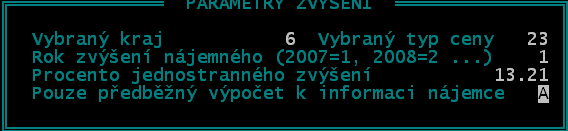 PARAMETRY ZVÝŠENÍ
Vybraný kraj 6 Vybraný typ ceny 23
Rok zvýšení nájemného (2007=1, 2008=2 ...) 1
Procento jednostranného zvýšení 13.21
Pouze předběžný výpočet k informaci nájemce A